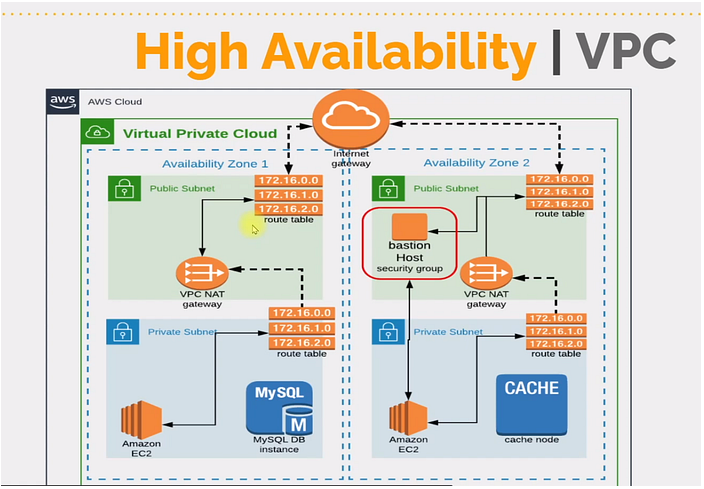 High Availability | VPC
aws
AWS Cloud
Virtual Private Cloud
Internet
gateway
Availability Zone 1
Public Subnet
172.16.0.0
172.16.1.0
172.16.2.0
route table
VPC NAT
gateway
Private Subnet
172.16.0.0
172.16.1.0
172.16.2.0
route table
Amazon
EC2
MySQL
M
MySQL DB
instance
Availability Zone 2
Public Subnet
172.16.0.0
172.16.1.0
172.16.2.0
route table
bastion
Host
security group
VPC NAT
gateway
Private Subnet
172.16.0.0
172.16.1.0
172.16.2.0
route table
Amazon
EC2
CACHE
cache node